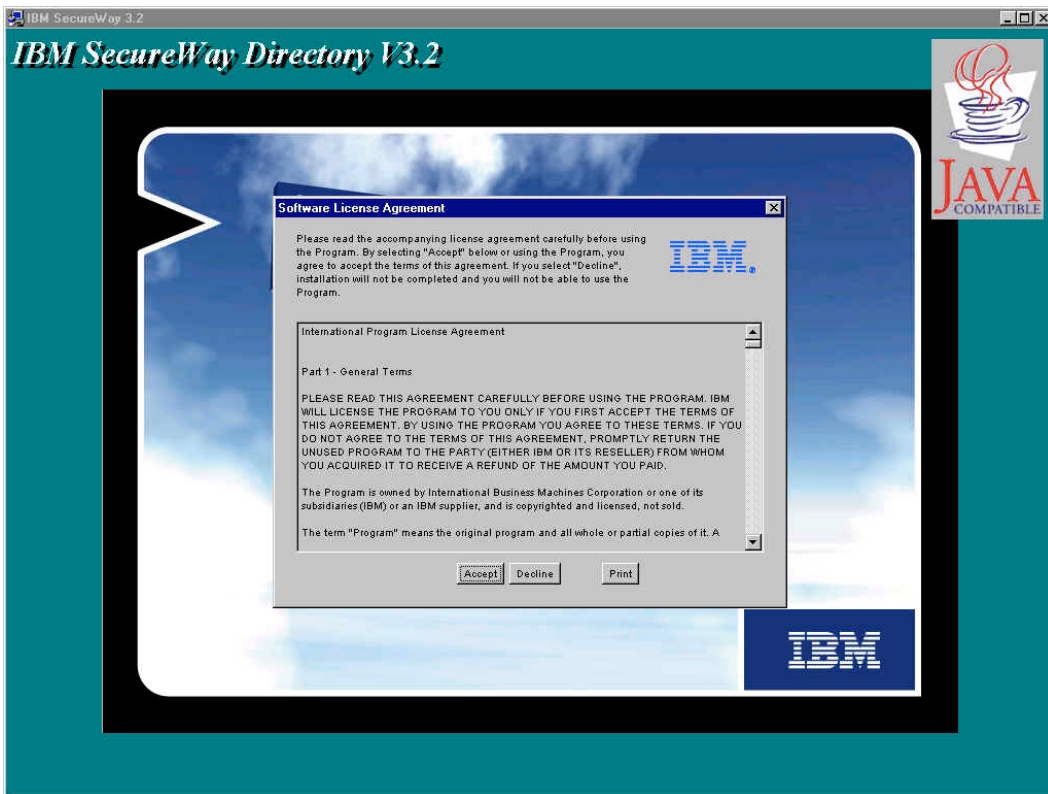 IBM SecureWay 3.2
IBM SecureWay Directory V3.2
JAVA
COMPATIBLE
Software License Agreement
Please read the accompanying license agreement carefully before using
the Program. By selecting "Accept" below or using the Program, you
agree to accept the terms of this agreement. If you select "Decline",
installation will not be completed and you will not be able to use the
Program.
IBM.
International Program License Agreement
Part 1 - General Terms
PLEASE READ THIS AGREEMENT CAREFULLY BEFORE USING THE PROGRAM. IBM
WILL LICENSE THE PROGRAM TO YOU ONLY IF YOU FIRST ACCEPT THE TERMS OF
THIS AGREEMENT. BY USING THE PROGRAM YOU AGREE TO THESE TERMS. IF YOU
DO NOT AGREE TO THE TERMS OF THIS AGREEMENT, PROMPTLY RETURN THE
UNUSED PROGRAM TO THE PARTY (EITHER IBM OR ITS RESELLER) FROM WHOM
YOU ACQUIRED IT TO RECEIVE A REFUND OF THE AMOUNT YOU PAID.
The Program is owned by International Business Machines Corporation or one of its
subsidiaries (IBM) or an IBM supplier, and is copyrighted and licensed, not sold.
The term "Program" means the original program and all whole or partial copies of it. A
Accept Decline Print
IBM